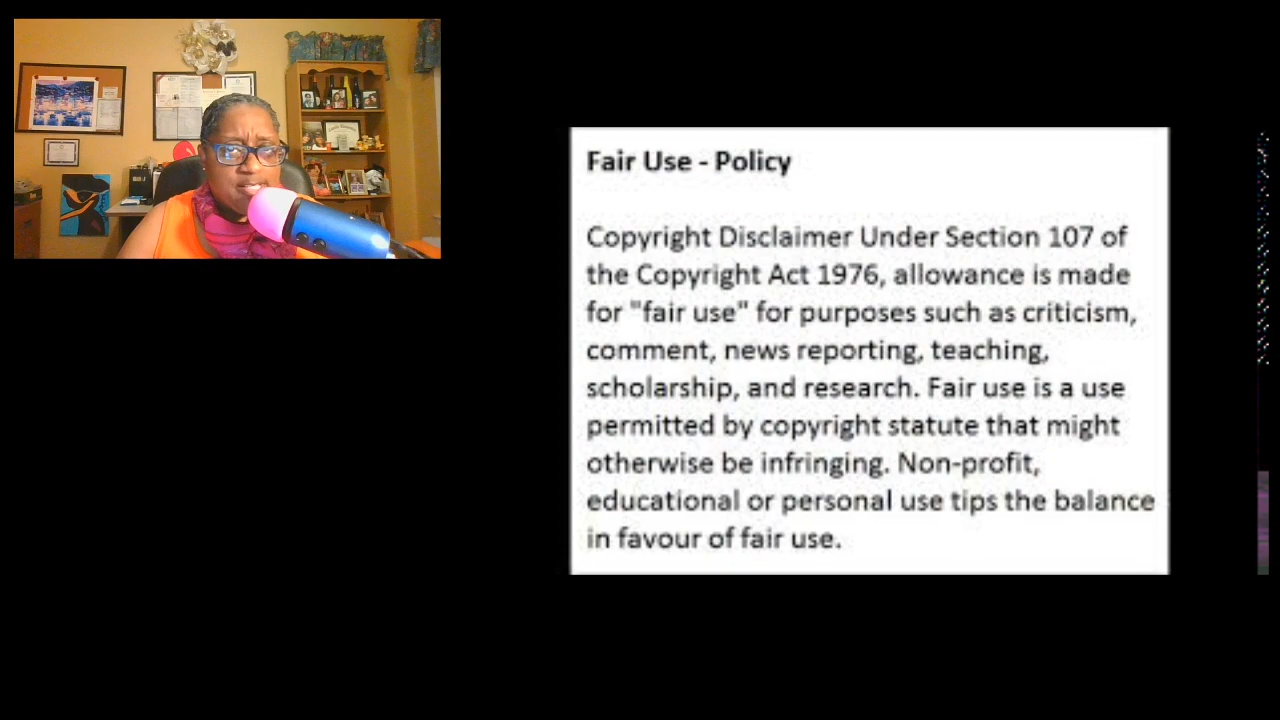 Fair Use - Policy
Copyright Disclaimer Under Section 107 of
the Copyright Act 1976, allowance is made
for "fair use" for purposes such as criticism,
comment, news reporting, teaching,
scholarship, and research. Fair use is a use
permitted by copyright statute that might
otherwise be infringing. Non-profit,
educational or personal use tips the balance
in favour of fair use.